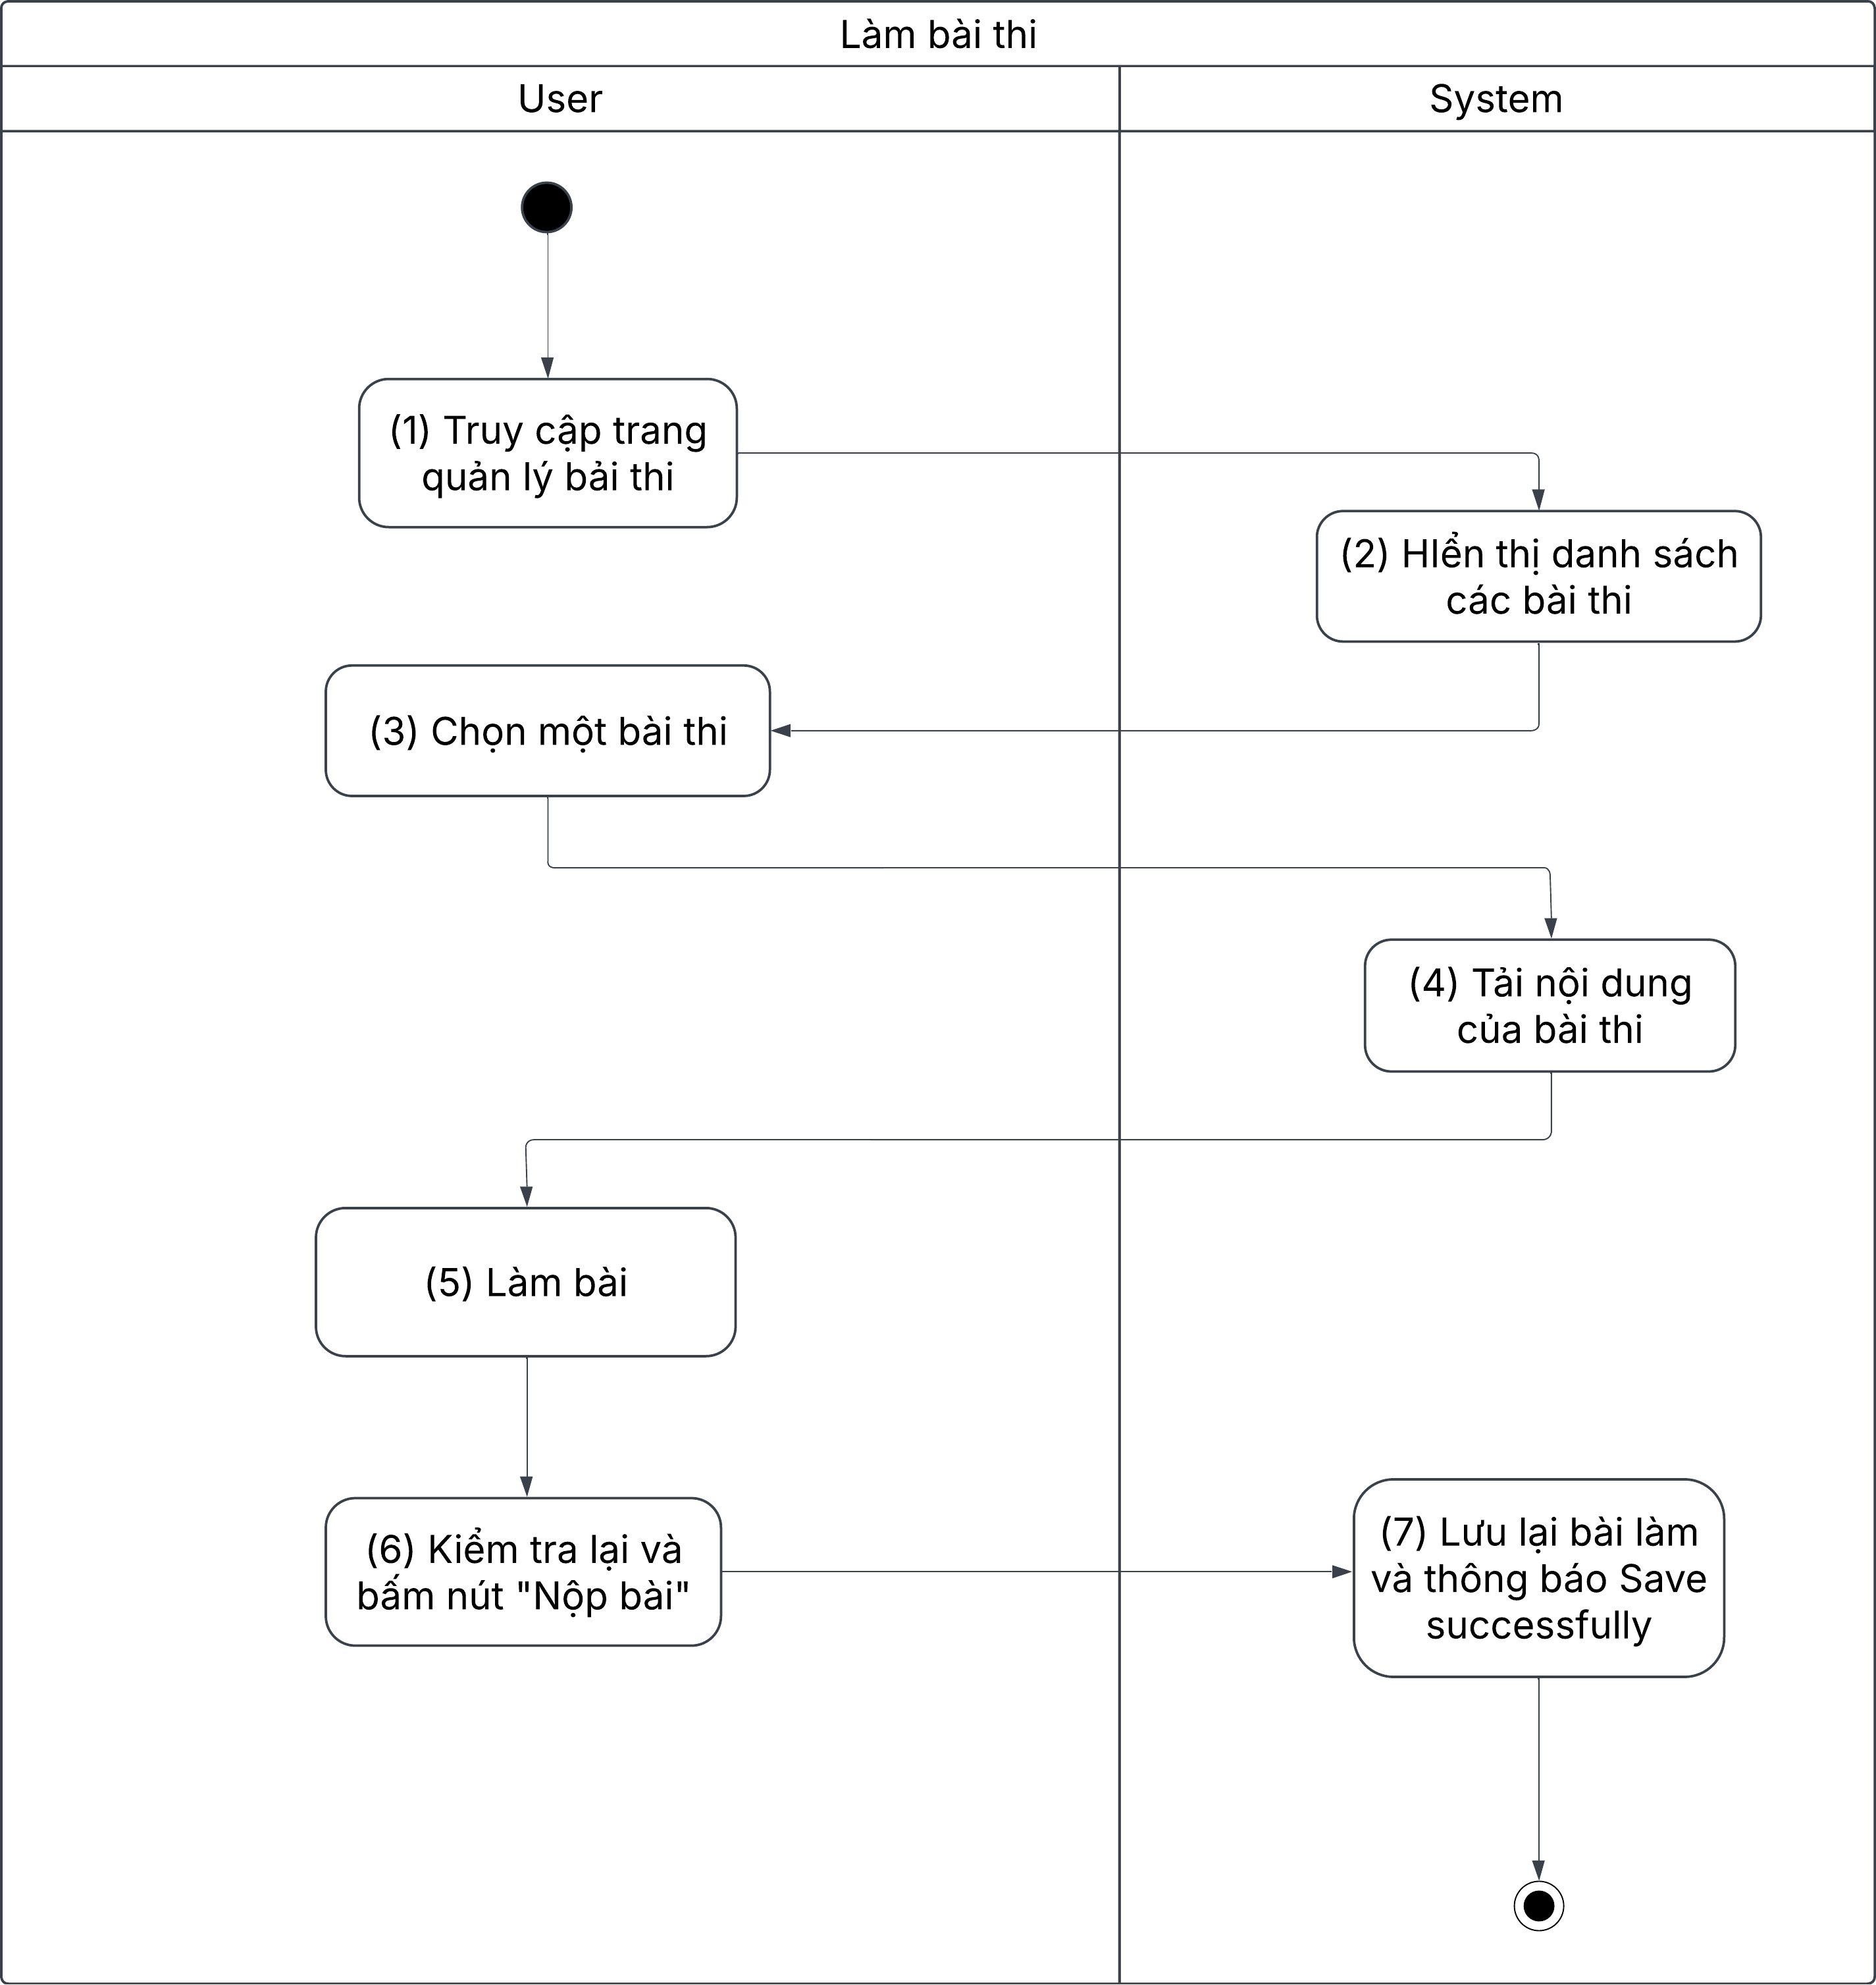 Làm bài thi
User
System
(1) Truy cập trang
quản lý bải thi
(2) HIển thị danh sách
các bài thi
(3) Chọn một bài thi
(4) Tải nội dung
của bài thi
(5) Làm bài
(6) Kiểm tra lại và
bấm nút "Nộp bài"
(7) Lưu lại bài làm
và thông báo Save
successfully